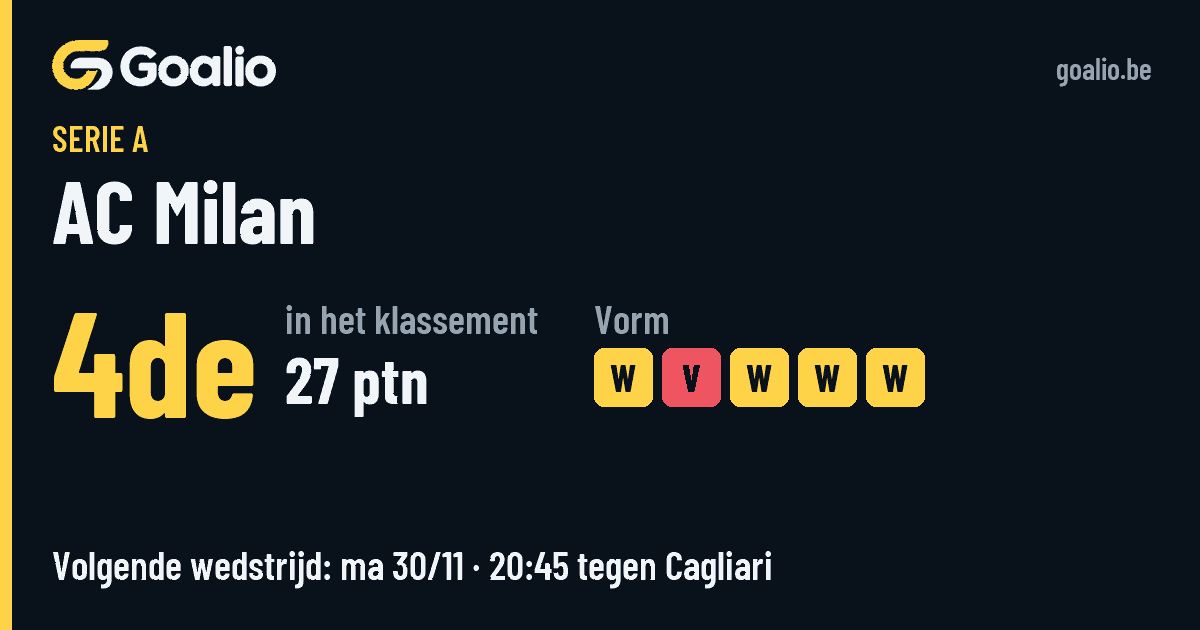 Goalio
goalio.be
SERIE A
AC Milan
4de
in het klassement
27 ptn
Vorm
W V W W W
Volgende wedstrijd: ma 30/11 · 20:45 tegen Cagliari